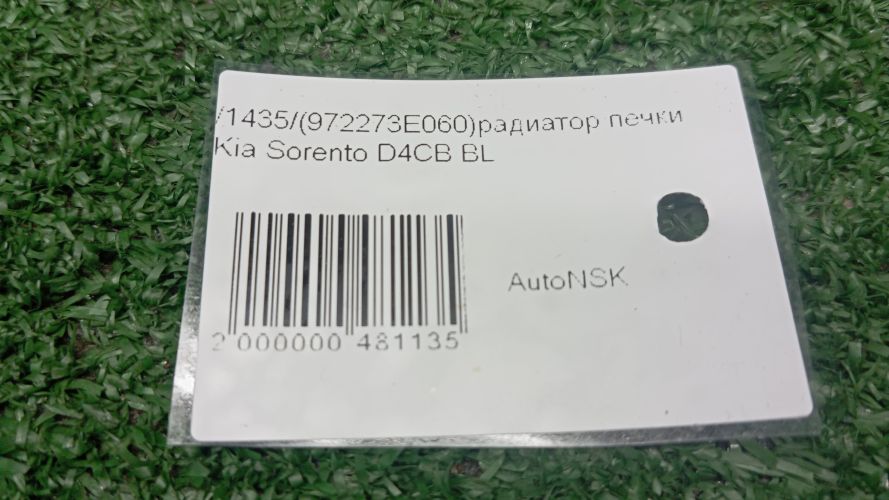 /1435/(972273E060)радиатор печки
Kia Sorento D4CB BL
AutoNSK
2 000000 481135